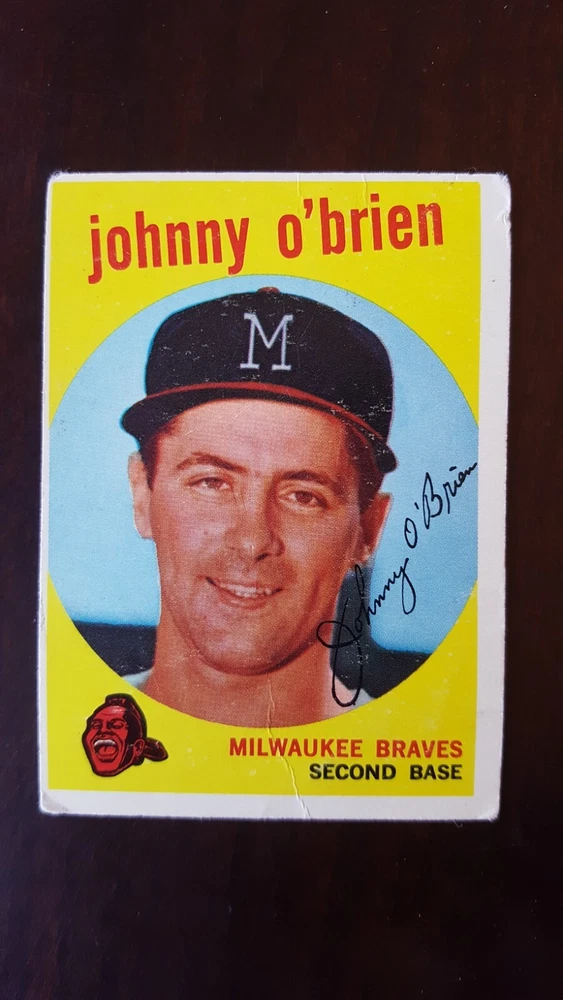 johnny o'brien
M
Johnny O'Brien
MILWAUKEE BRAVES
SECOND BASE